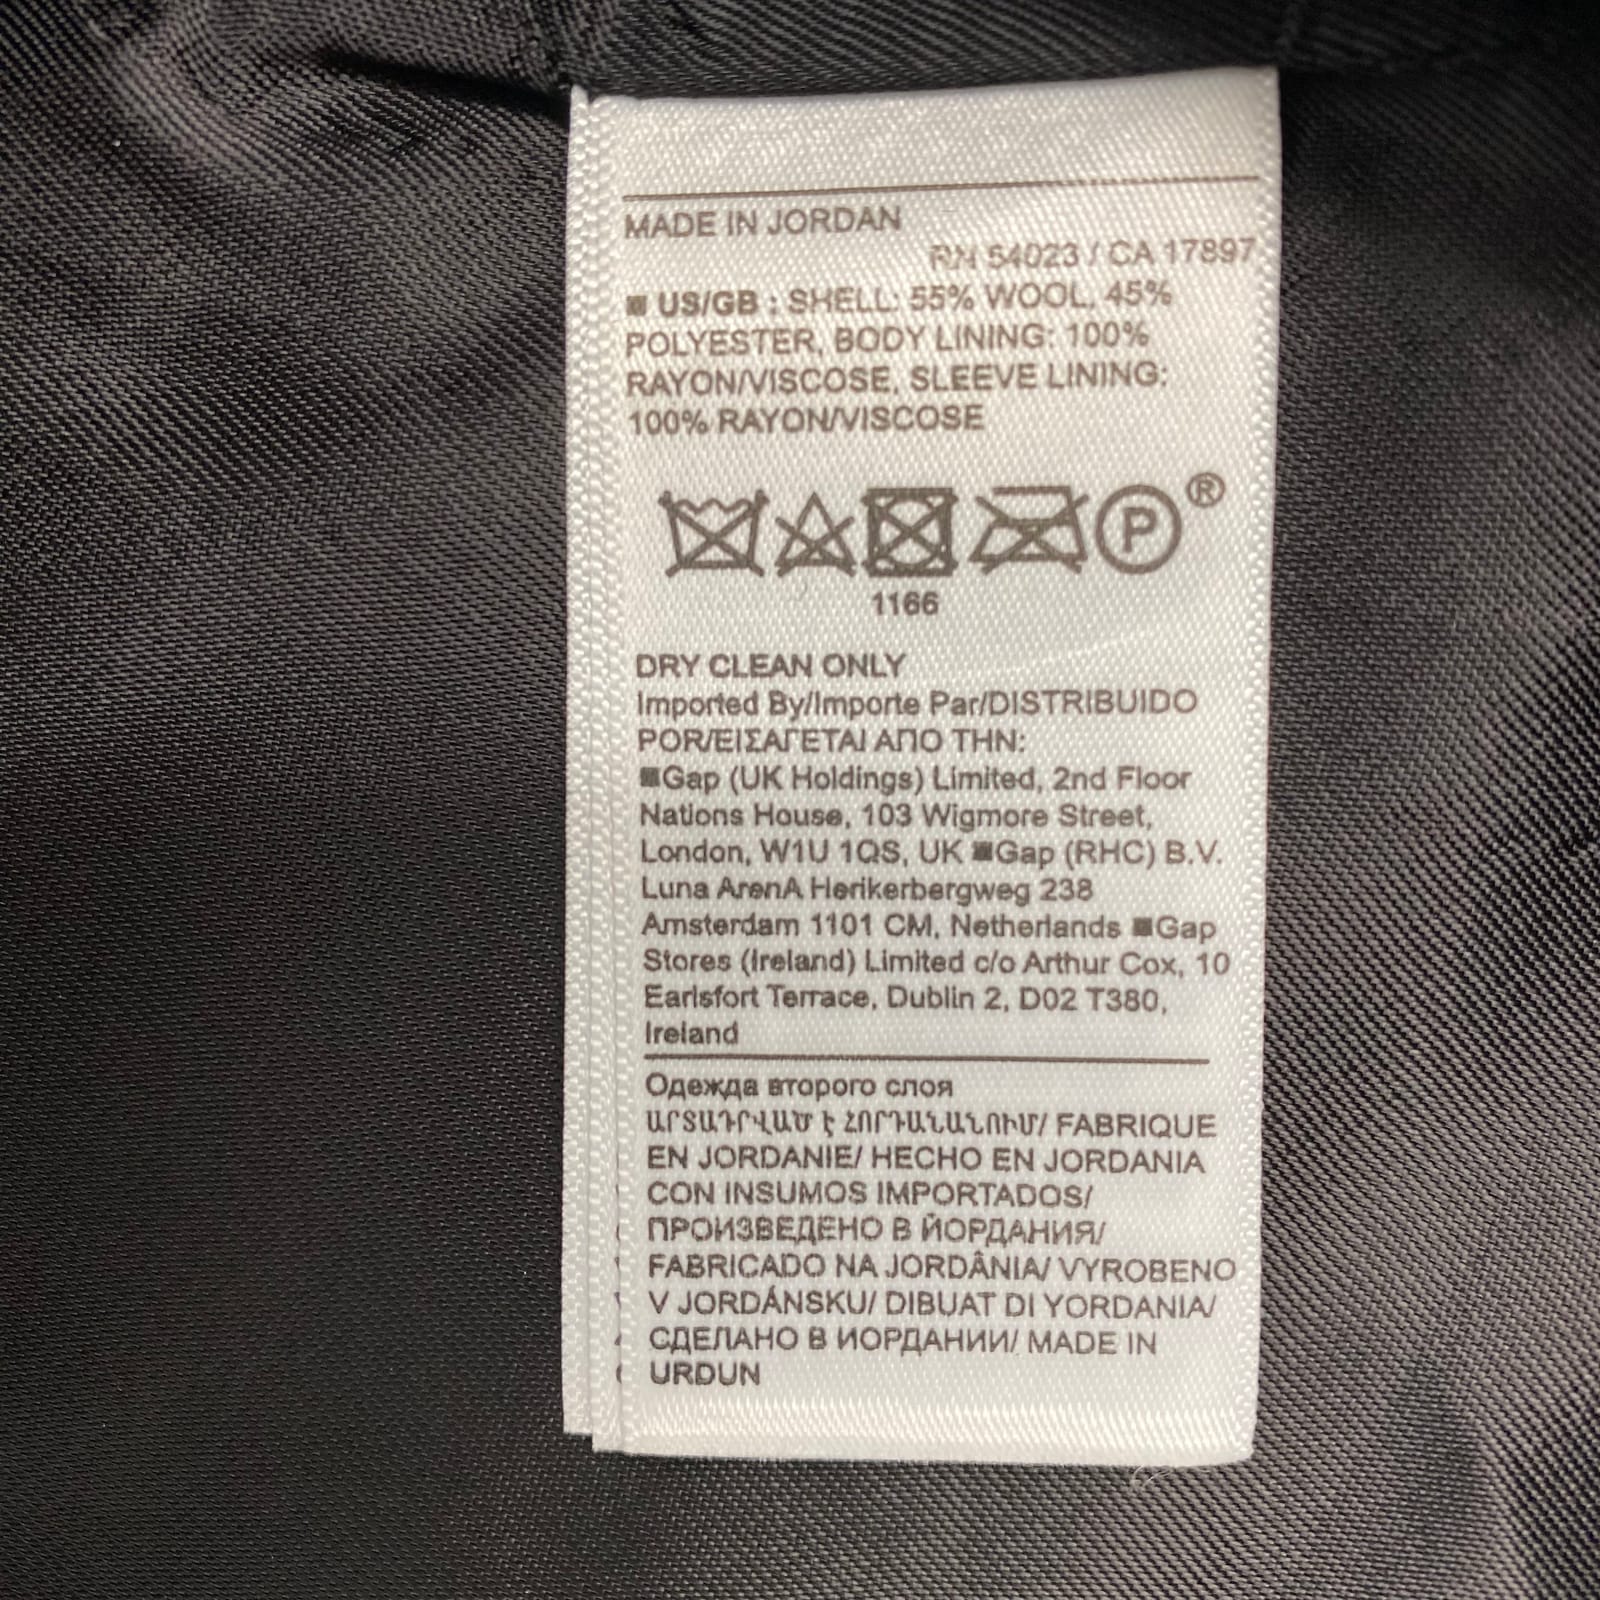 MADE IN JORDAN
RN 54023 / CA 17897
■ US/GB : SHELL: 55% WOOL, 45%
POLYESTER, BODY LINING: 100%
RAYON/VISCOSE, SLEEVE LINING:
100% RAYON/VISCOSE
P ®
1166
DRY CLEAN ONLY
Imported By/Importe Par/DISTRIBUIDO
POR/ΕΙΣΑΓΕΤΑΙ ΑΠΟ ΤΗΝ:
■Gap (UK Holdings) Limited, 2nd Floor
Nations House, 103 Wigmore Street,
London, W1U 1QS, UK ■Gap (RHC) B.V.
Luna ArenA Herikerbergweg 238
Amsterdam 1101 CM, Netherlands ■Gap
Stores (Ireland) Limited c/o Arthur Cox, 10
Earlsfort Terrace, Dublin 2, D02 T380,
Ireland
Одежда второго слоя
ԱՐՏԱԴՐՎԱԾ Է ՀՈՐԴԱՆԱՆՈՒՄ/ FABRIQUE
EN JORDANIE/ HECHO EN JORDANIA
CON INSUMOS IMPORTADOS/
ПРОИЗВЕДЕНО В ЙОРДАНИЯ/
FABRICADO NA JORDÂNIA/ VYROBENO
V JORDÁNSKU/ DIBUAT DI YORDANIA/
СДЕЛАНО В ИОРДАНИИ/ MADE IN
URDUN